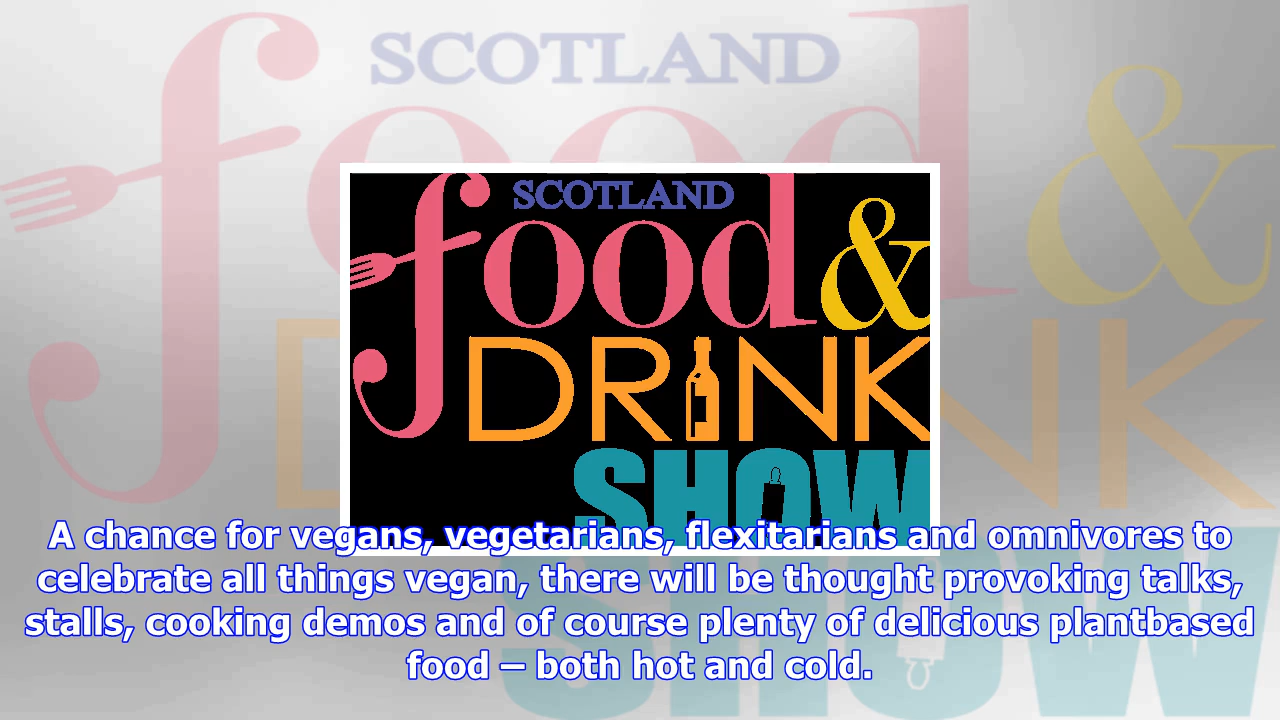 SCOTLAND
food &
DRINK
SHOW
A chance for vegans, vegetarians, flexitarians and omnivores to
celebrate all things vegan, there will be thought provoking talks,
stalls, cooking demos and of course plenty of delicious plantbased
food – both hot and cold.